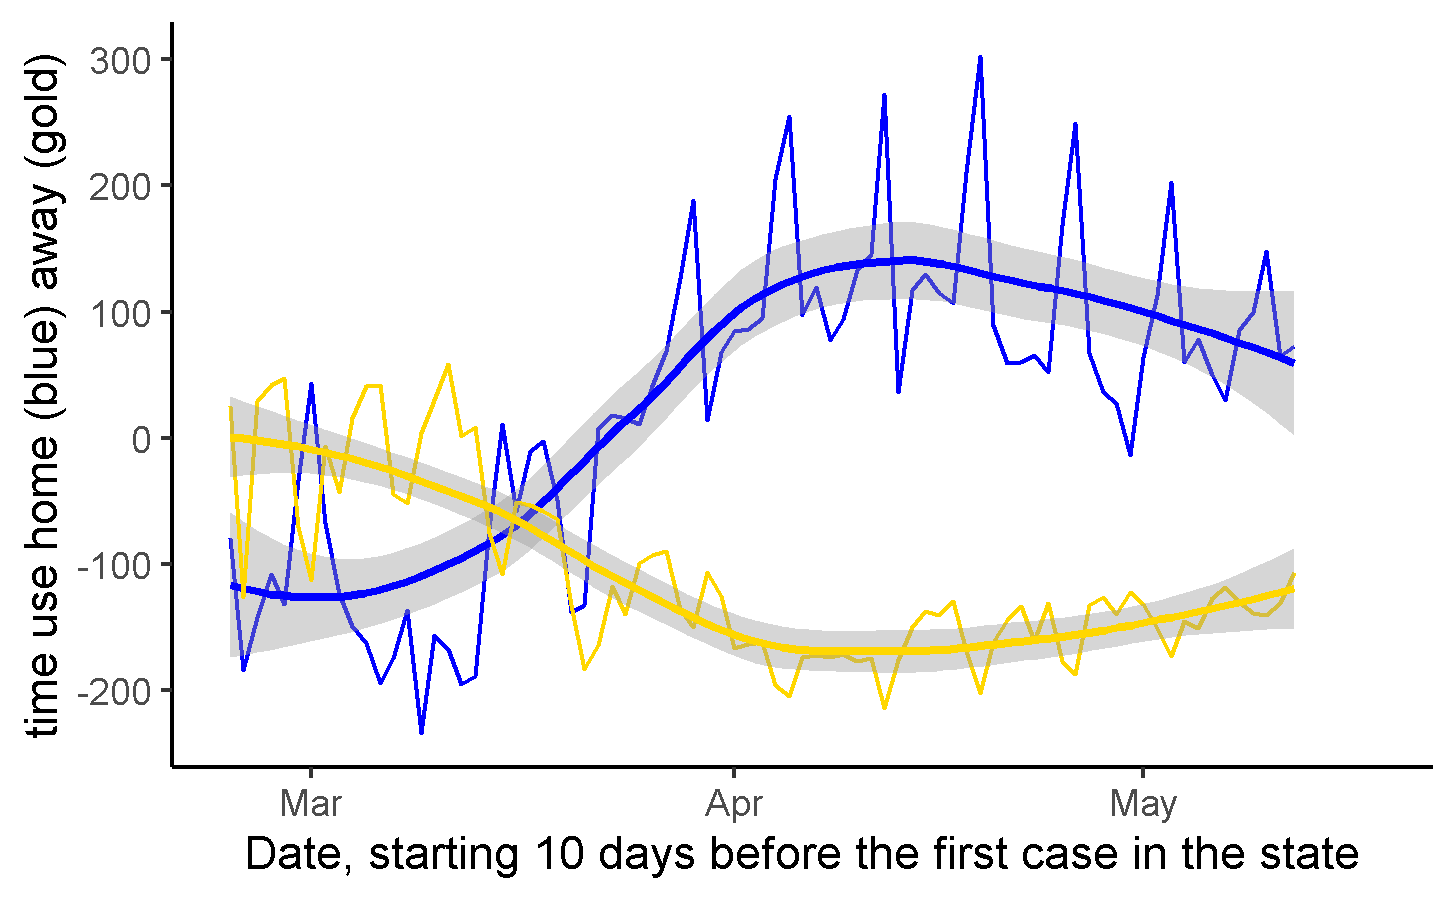 time use home (blue) away (gold)
300
200
100
0
-100
-200
Mar
Apr
May
Date, starting 10 days before the first case in the state